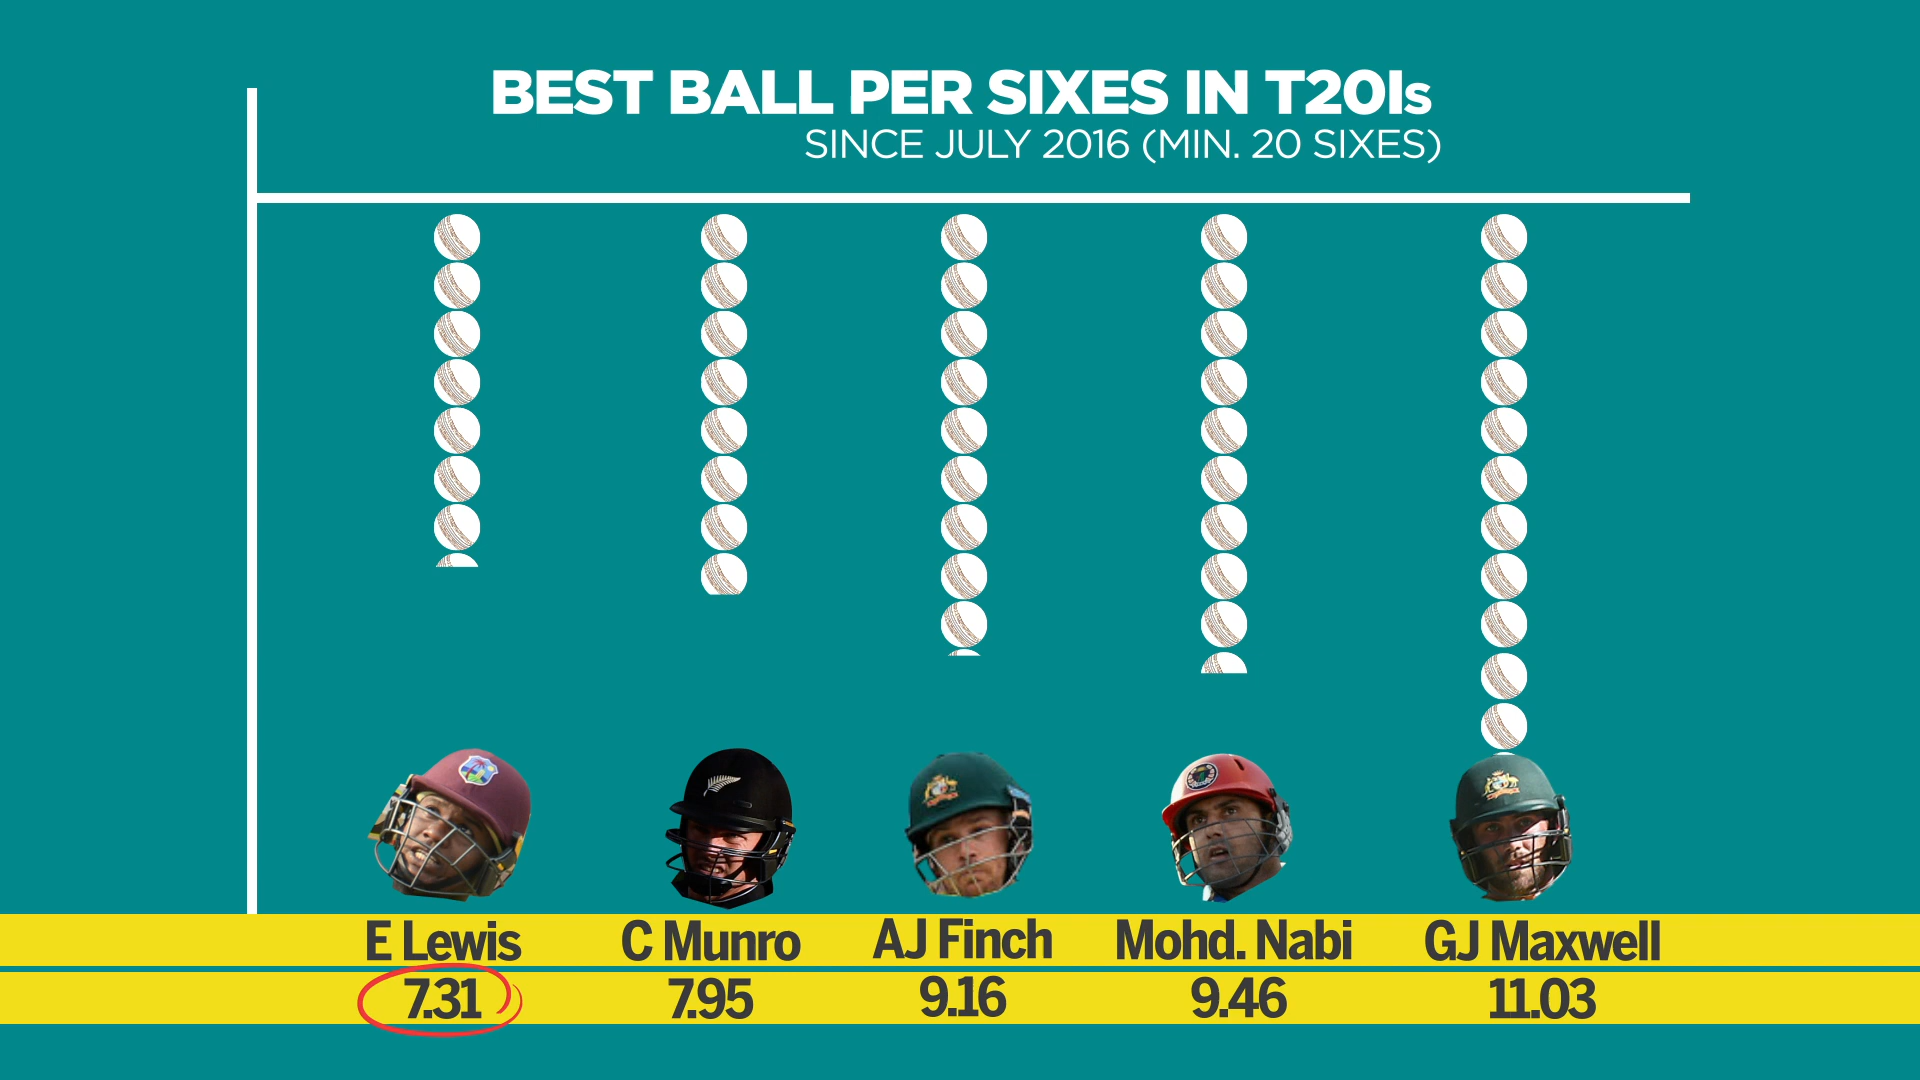 BEST BALL PER SIXES IN T20Is
SINCE JULY 2016 (MIN. 20 SIXES)
E Lewis C Munro AJ Finch Mohd. Nabi GJ Maxwell
7.31 7.95 9.16 9.46 11.03